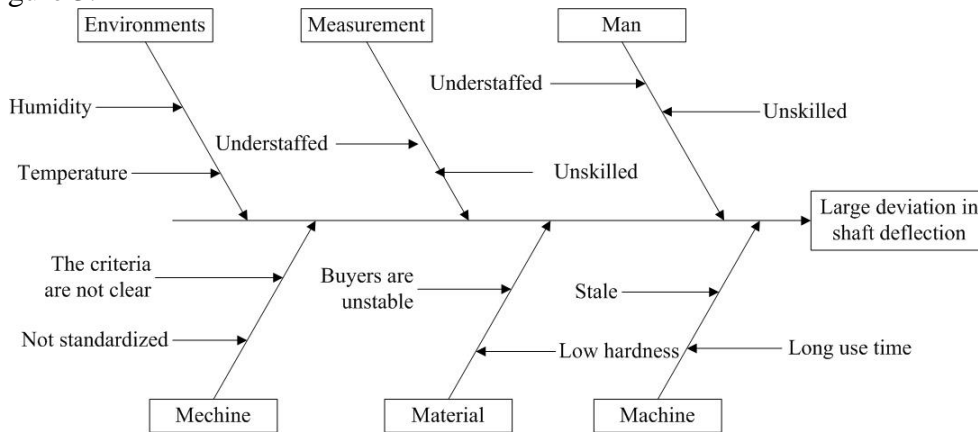 Environments
Measurement
Man
Understaffed
Humidity
Unskilled
Understaffed
Temperature
Unskilled
Large deviation in
shaft deflection
The criteria
are not clear
Buyers are
unstable
Stale
Not standardized
Low hardness
Long use time
Mechine
Material
Machine